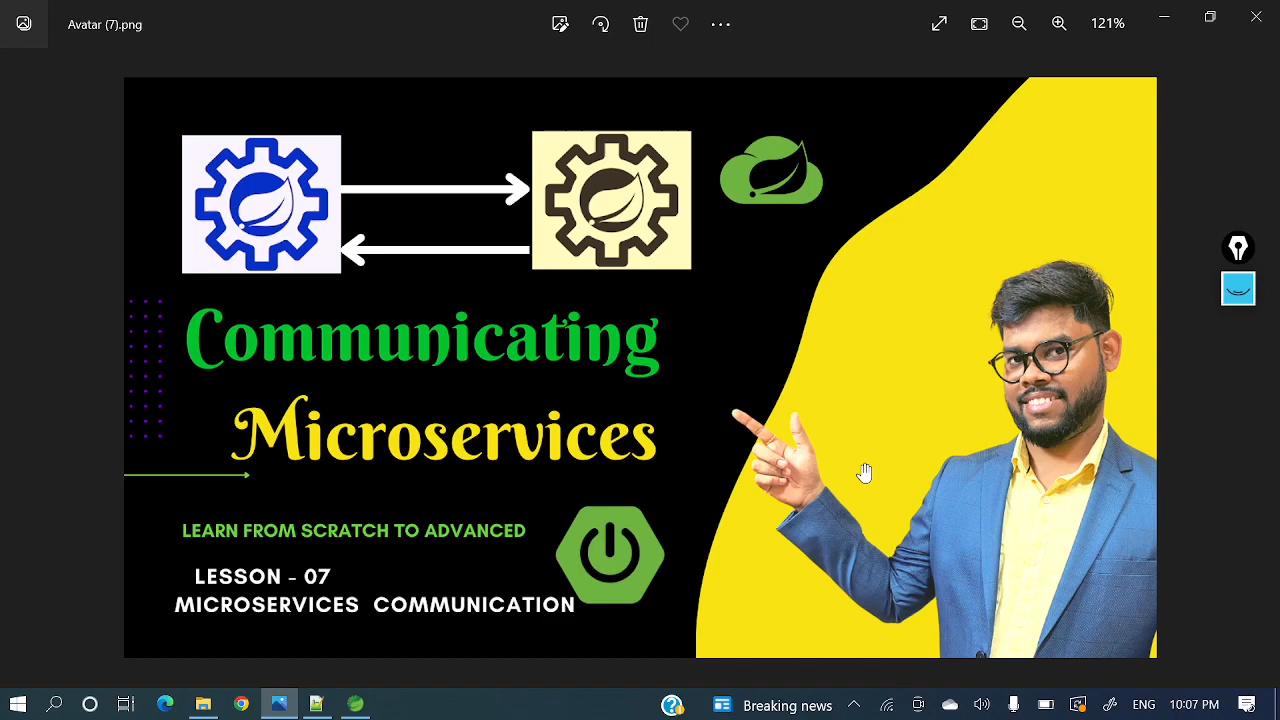 Avatar (7).png
121%
Communicating
Microservices
LEARN FROM SCRATCH TO ADVANCED
LESSON - 07
MICROSERVICES COMMUNICATION
Breaking news
ENG
10:07 PM